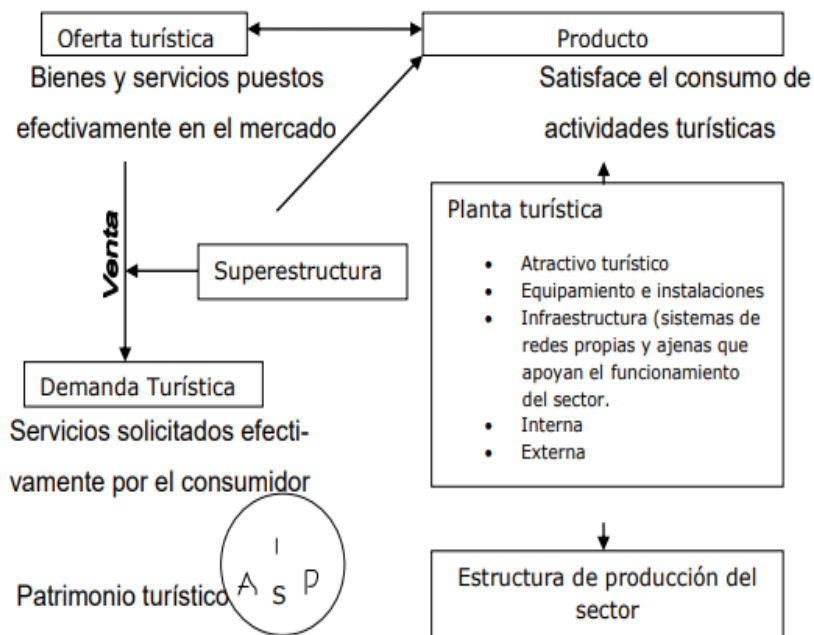 Oferta turística
Producto
Bienes y servicios puestos
efectivamente en el mercado
Satisface el consumo de
actividades turísticas
Venta
Superestructura
Planta turística
• Atractivo turístico
• Equipamiento e instalaciones
• Infraestructura (sistemas de
redes propias y ajenas que
apoyan el funcionamiento
del sector.
• Interna
• Externa
Demanda Turística
Servicios solicitados efecti-
vamente por el consumidor
Patrimonio turístico
I
A S P
Estructura de producción del
sector